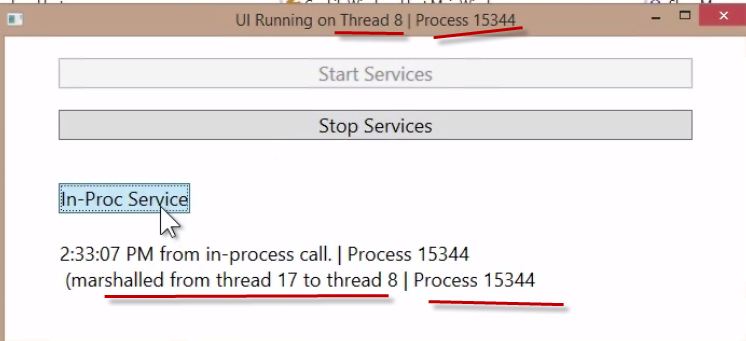 UI Running on Thread 8 | Process 15344
Start Services
Stop Services
In-Proc Service
2:33:07 PM from in-process call. | Process 15344
(marshalled from thread 17 to thread 8 | Process 15344